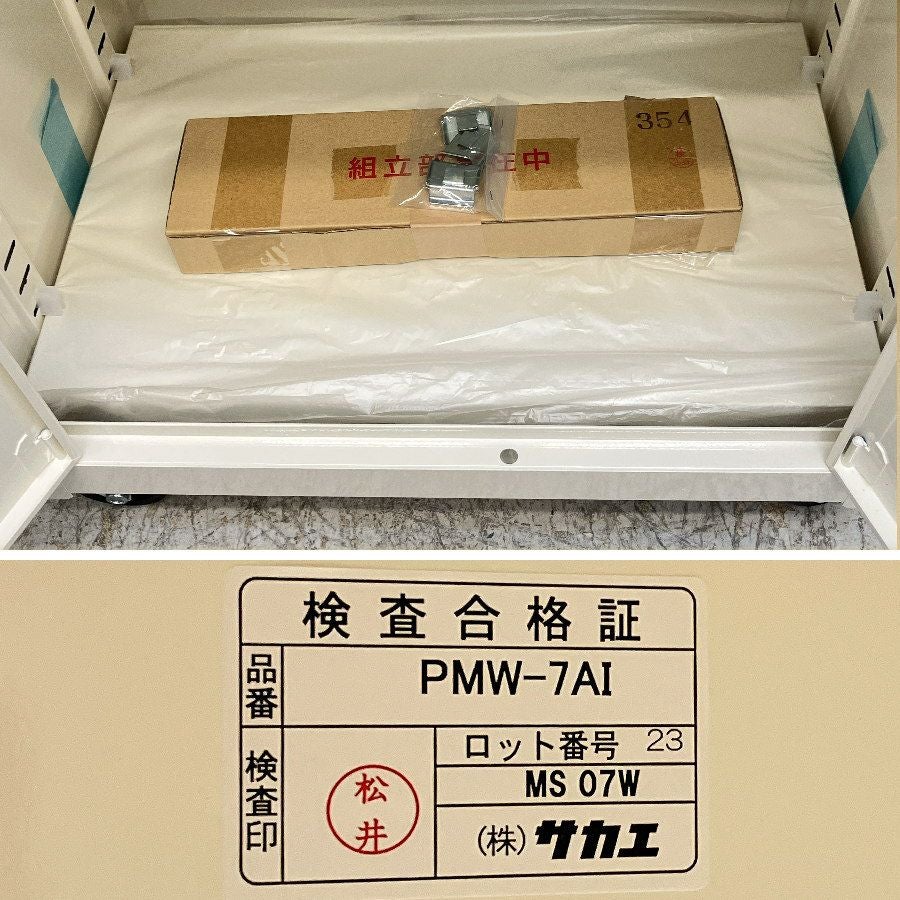 354
組立部
在中
検査合格証
品番
PMW-7AI
検査印
松井
ロット番号 23
MS 07W
(株)サカエ